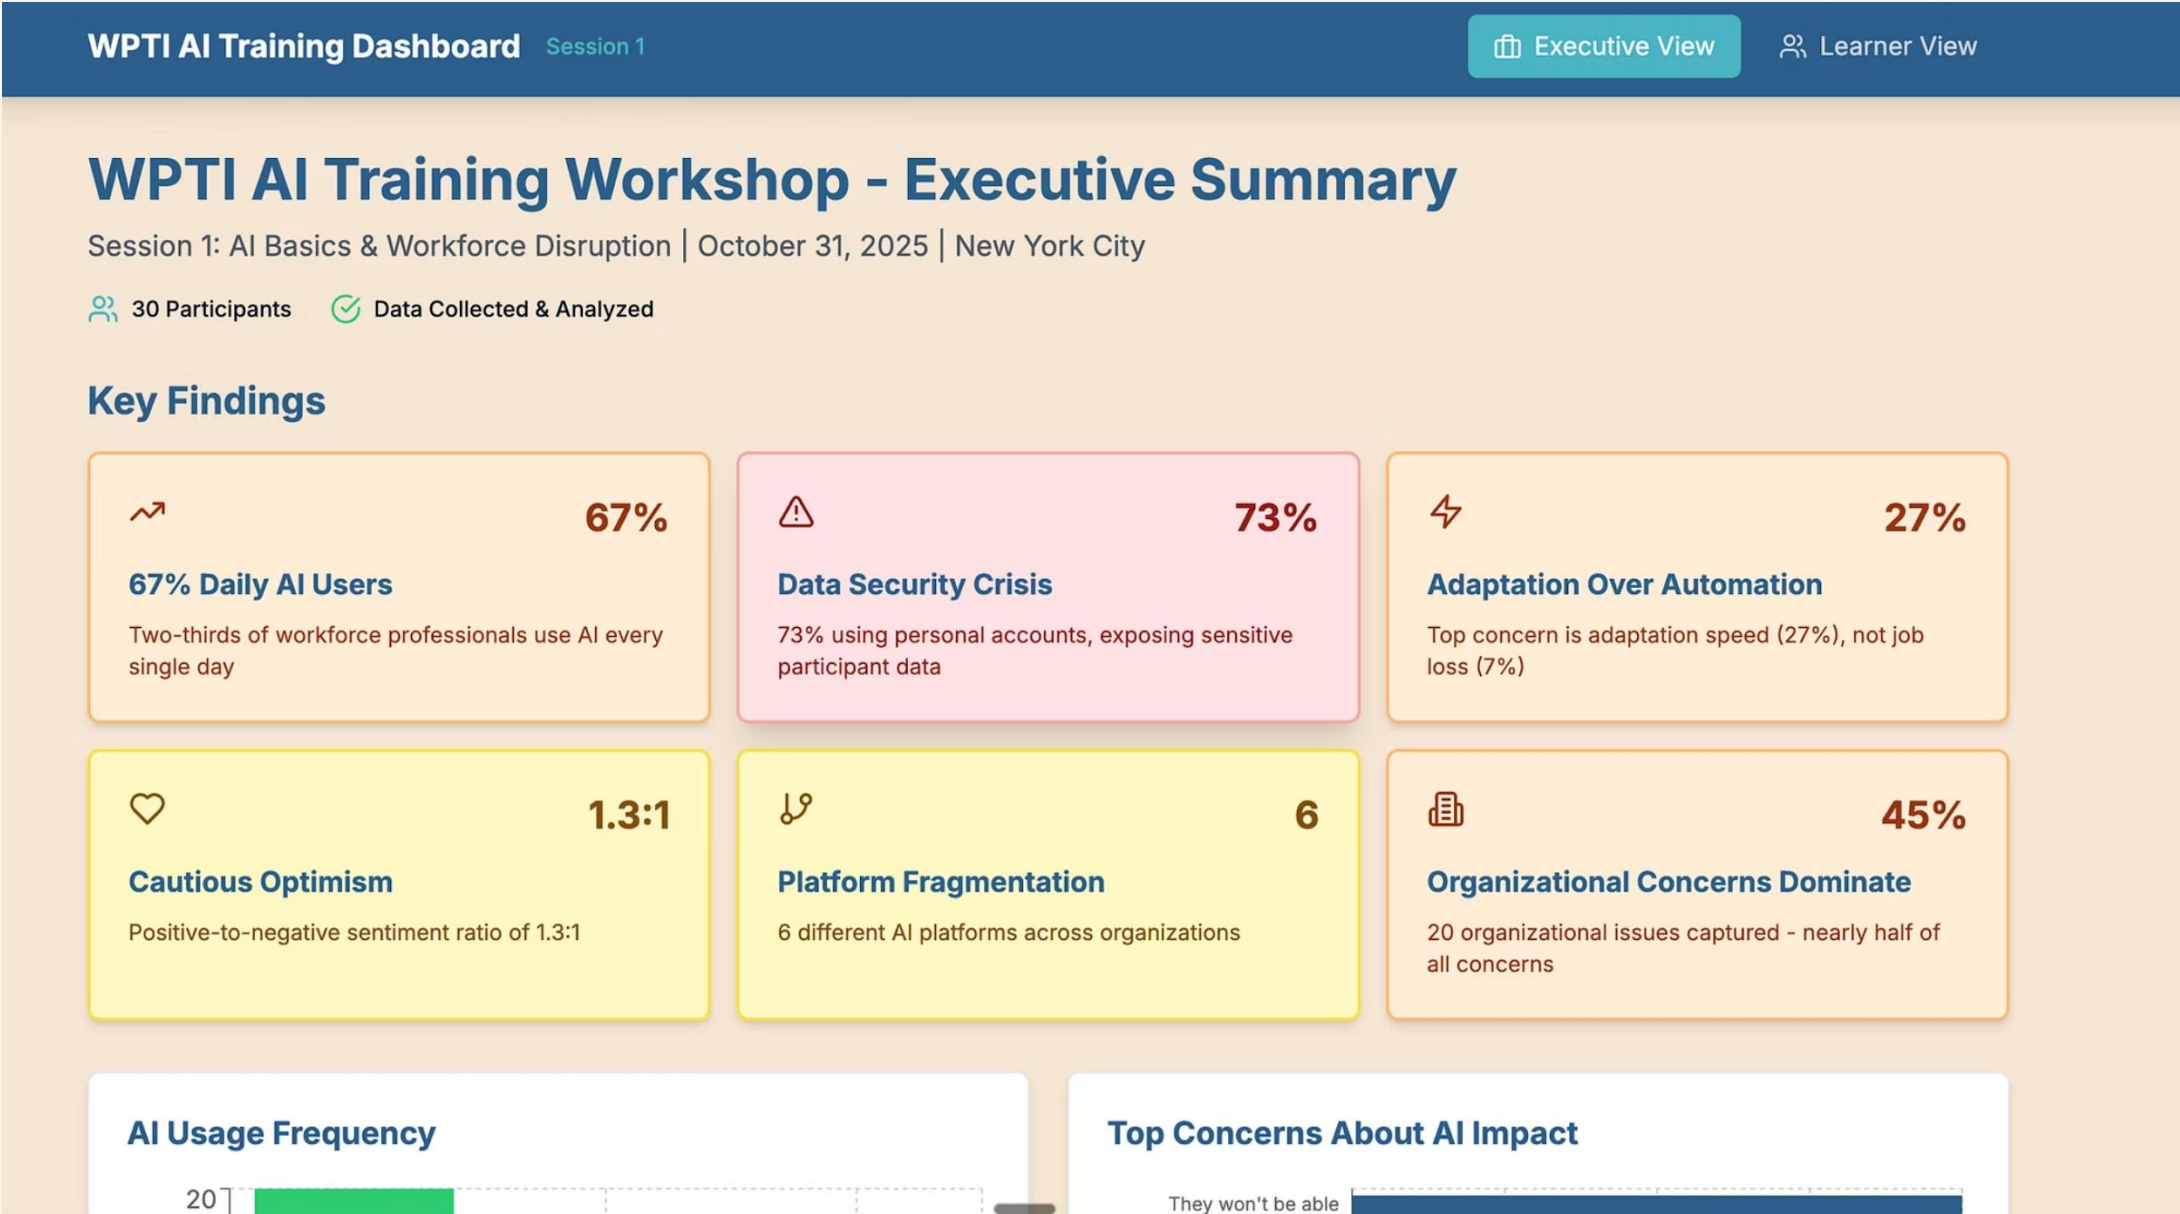 WPTI AI Training Dashboard Session 1 Executive View Learner View
WPTI AI Training Workshop - Executive Summary
Session 1: AI Basics & Workforce Disruption | October 31, 2025 | New York City
30 Participants Data Collected & Analyzed
Key Findings
67%
67% Daily AI Users
Two-thirds of workforce professionals use AI every
single day
73%
Data Security Crisis
73% using personal accounts, exposing sensitive
participant data
27%
Adaptation Over Automation
Top concern is adaptation speed (27%), not job
loss (7%)
1.3:1
Cautious Optimism
Positive-to-negative sentiment ratio of 1.3:1
6
Platform Fragmentation
6 different AI platforms across organizations
45%
Organizational Concerns Dominate
20 organizational issues captured - nearly half of
all concerns
AI Usage Frequency
20
Top Concerns About AI Impact
They won't be able